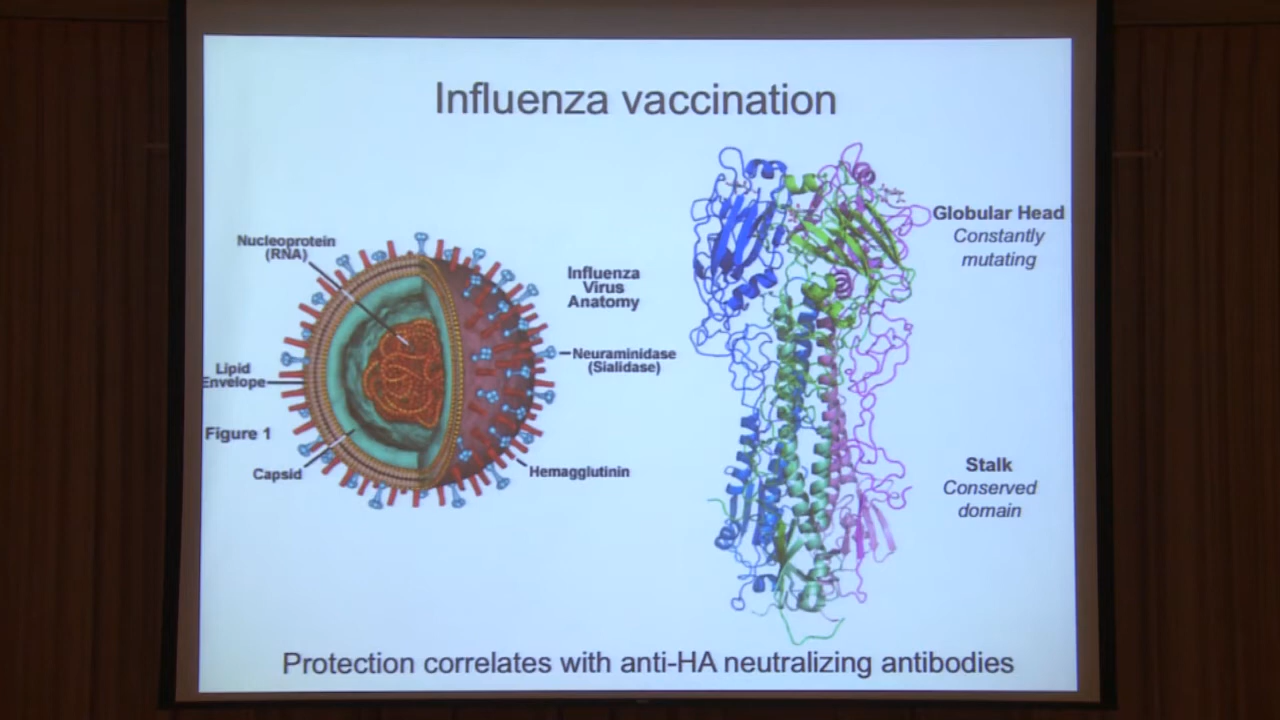 Influenza vaccination
Nucleoprotein
(RNA)
Influenza
Virus
Anatomy
Neuraminidase
(Sialidase)
Lipid
Envelope
Figure 1
Capsid
Hemagglutinin
Globular Head
Constantly
mutating
Stalk
Conserved
domain
Protection correlates with anti-HA neutralizing antibodies